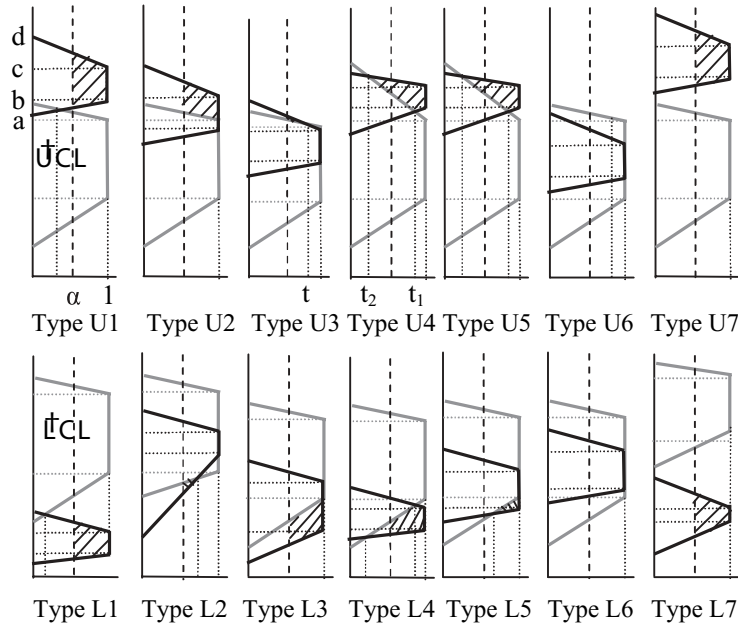 d
c
b
a
UCL
α 1 t t₂ t₁
Type U1 Type U2 Type U3 Type U4 Type U5 Type U6 Type U7
LCL
Type L1 Type L2 Type L3 Type L4 Type L5 Type L6 Type L7